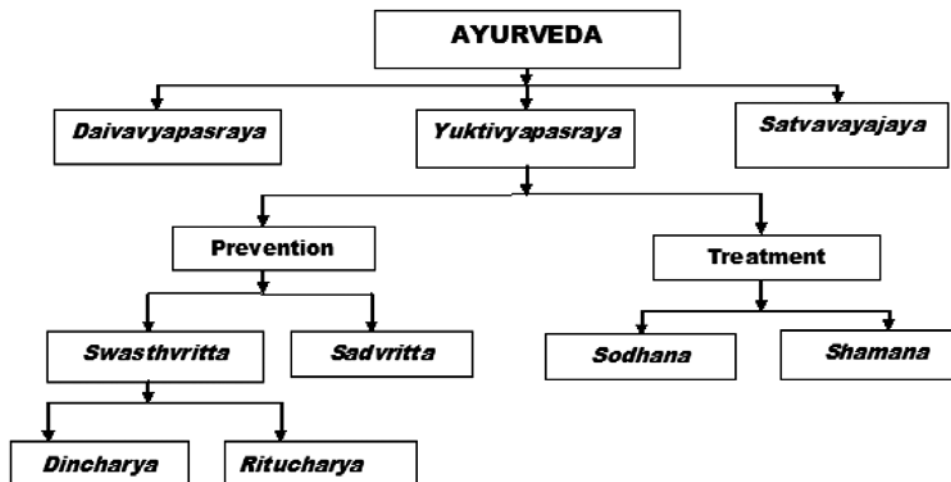 AYURVEDA
Daivavyapasraya
Yuktivyapasraya
Satvavayajaya
Prevention
Treatment
Swasthvritta
Sadvritta
Sodhana
Shamana
Dincharya
Ritucharya